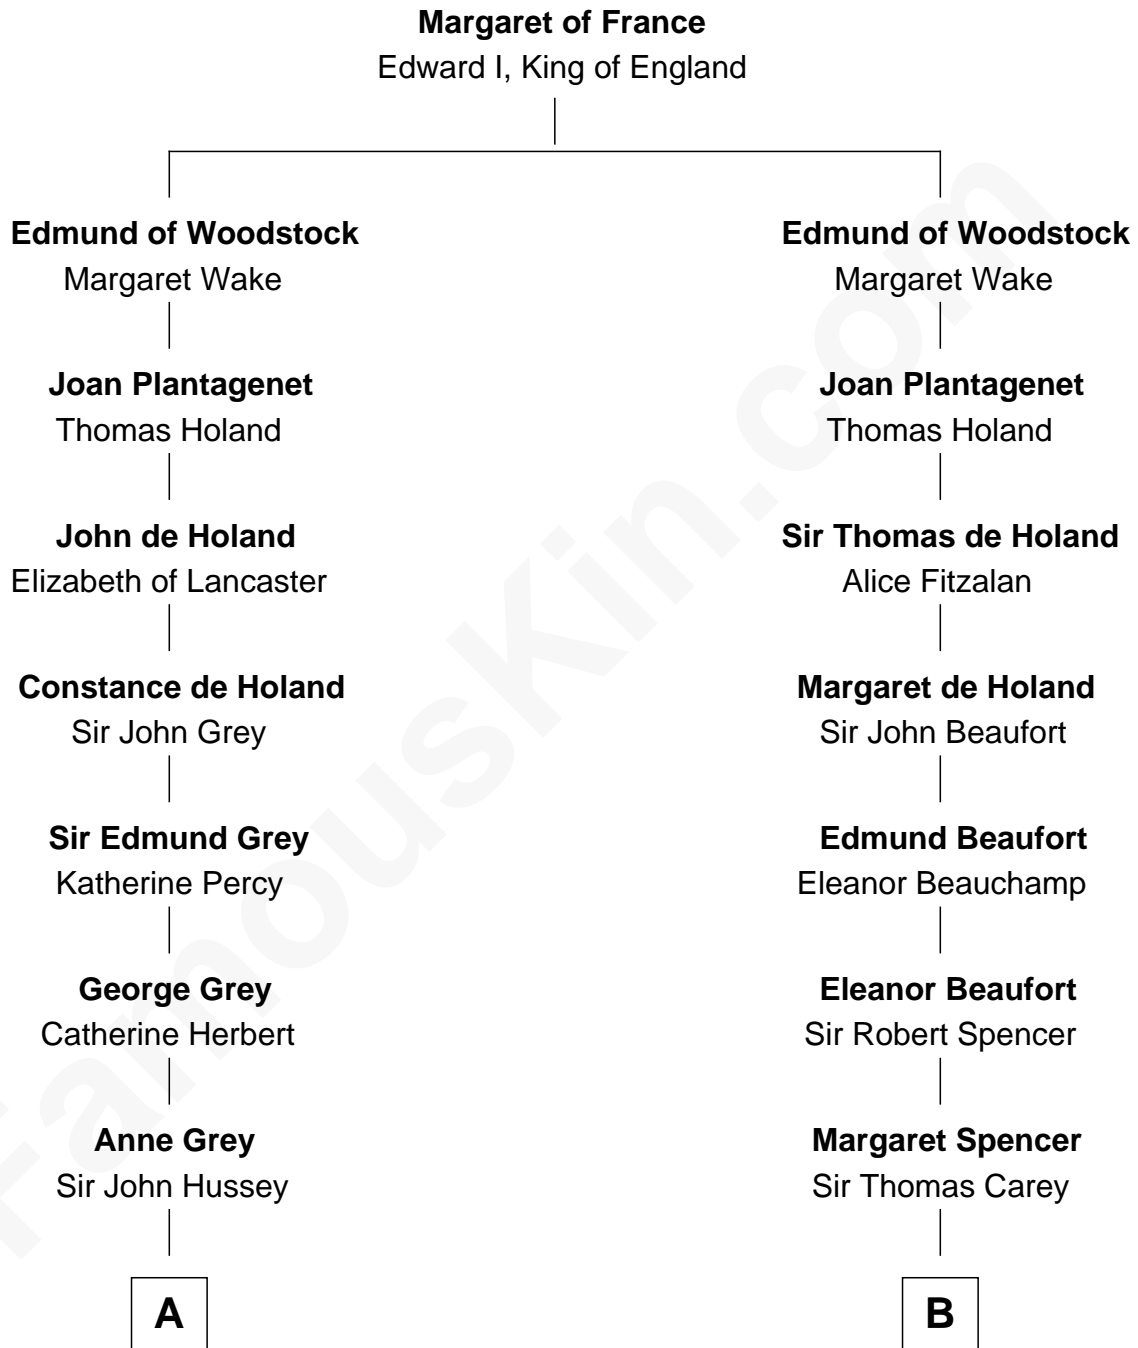 Margaret of France
Edward I, King of England
Edmund of Woodstock
Margaret Wake
Joan Plantagenet
Thomas Holand
John de Holand
Elizabeth of Lancaster
Constance de Holand
Sir John Grey
Sir Edmund Grey
Katherine Percy
George Grey
Catherine Herbert
Anne Grey
Sir John Hussey
A
Edmund of Woodstock
Margaret Wake
Joan Plantagenet
Thomas Holand
Sir Thomas de Holand
Alice Fitzalan
Margaret de Holand
Sir John Beaufort
Edmund Beaufort
Eleanor Beauchamp
Eleanor Beaufort
Sir Robert Spencer
Margaret Spencer
Sir Thomas Carey
B
FamousKin.com